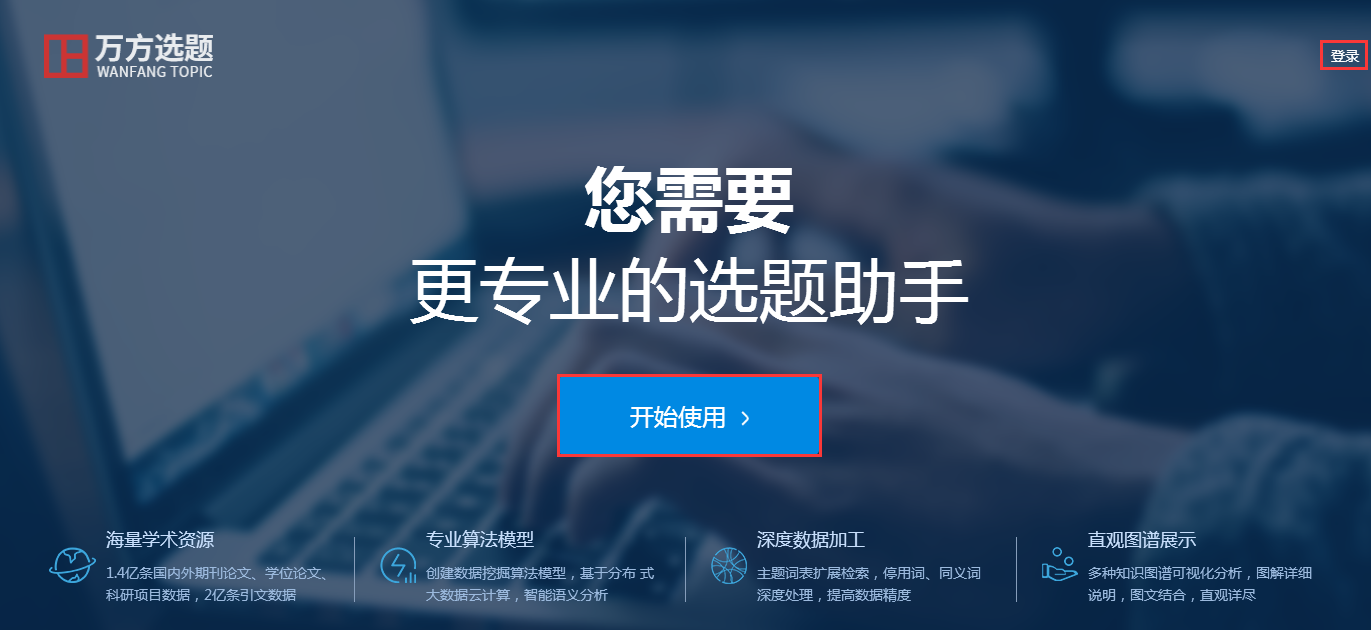 万方选题
WANFANG TOPIC
登录
您需要
更专业的选题助手
开始使用 >
海量学术资源
1.4亿条国内外期刊论文、学位论文、
科研项目数据，2亿条引文数据
专业算法模型
创建数据挖掘算法模型，基于分布 式
大数据云计算，智能语义分析
深度数据加工
主题词表扩展检索，停用词、同义词
深度处理，提高数据精度
直观图谱展示
多种知识图谱可视化分析，图解详细
说明，图文结合，直观详尽